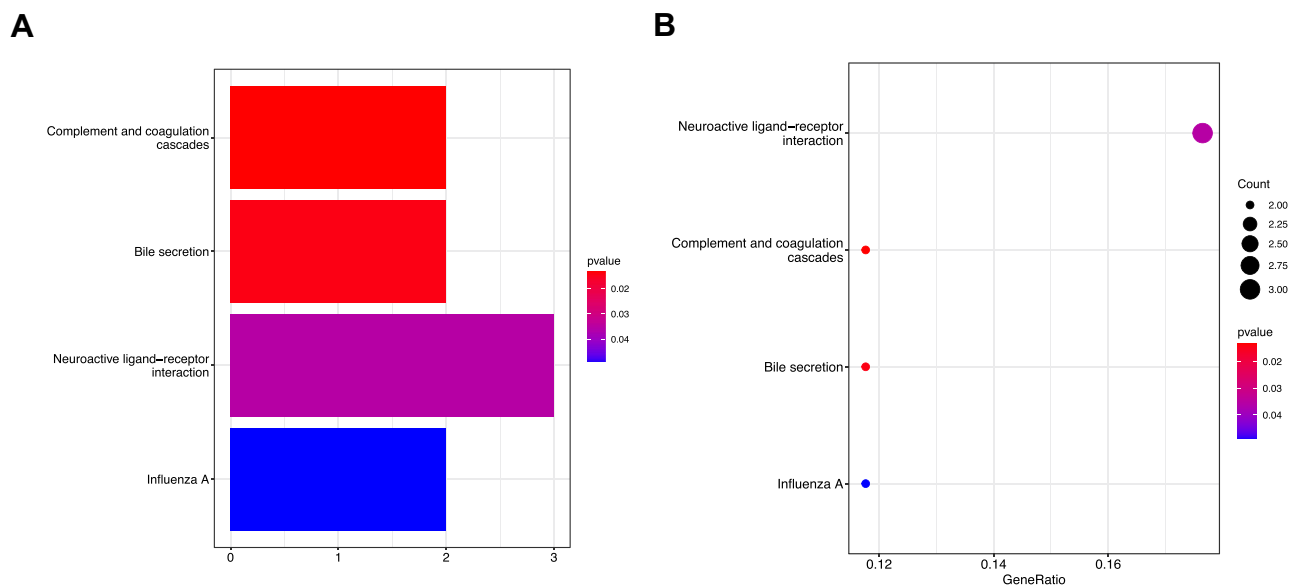 A
Complement and coagulation
cascades
Bile secretion
Neuroactive ligand−receptor
interaction
Influenza A
0
1
2
3
pvalue
0.02
0.03
0.04
B
Neuroactive ligand−receptor
interaction
Complement and coagulation
cascades
Bile secretion
Influenza A
0.12
0.14
0.16
GeneRatio
Count
2.00
2.25
2.50
2.75
3.00
pvalue
0.02
0.03
0.04